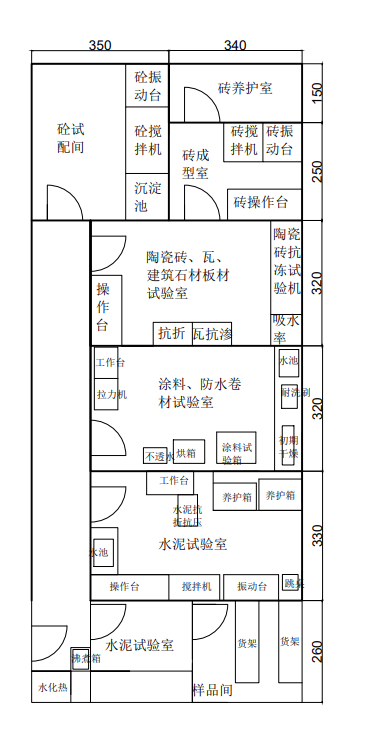 350
340
砼振
动台
砖养护室
150
砼试
配间
砼搅
拌机
砖搅
拌机
砖振
动台
砖成
型室
250
沉淀
池
砖操作台
陶瓷
砖抗
冻试
验机
陶瓷砖、瓦、
建筑石材板材
试验室
320
操
作
台
抗折
瓦抗渗
吸水
率
工作台
水池
拉力机
涂料、防水卷
材试验室
耐洗刷
320
不透水
烘箱
涂料试
验箱
初期
干燥
工作台
养护箱
养护箱
水泥抗
折抗压
水泥试验室
330
水池
操作台
搅拌机
振动台
跳桌
水泥试验室
货架
货架
260
沸煮箱
水化热
样品间